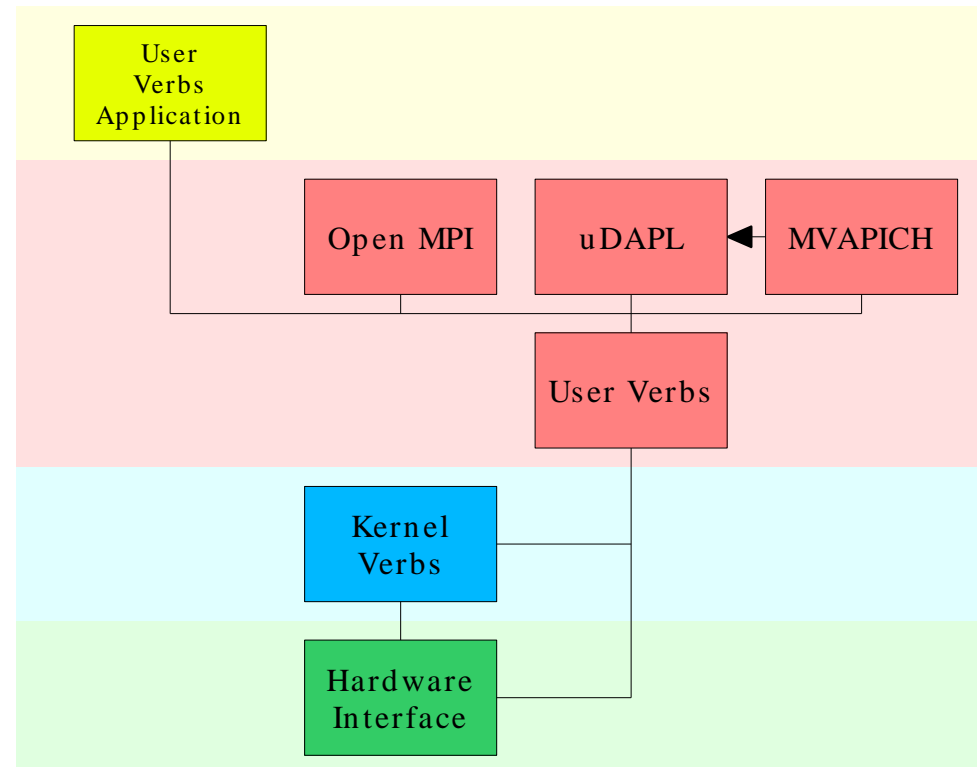 User
Verbs
Application
Open MPI
uDAPL
MVAPICH
User Verbs
Kernel
Verbs
Hardware
Interface